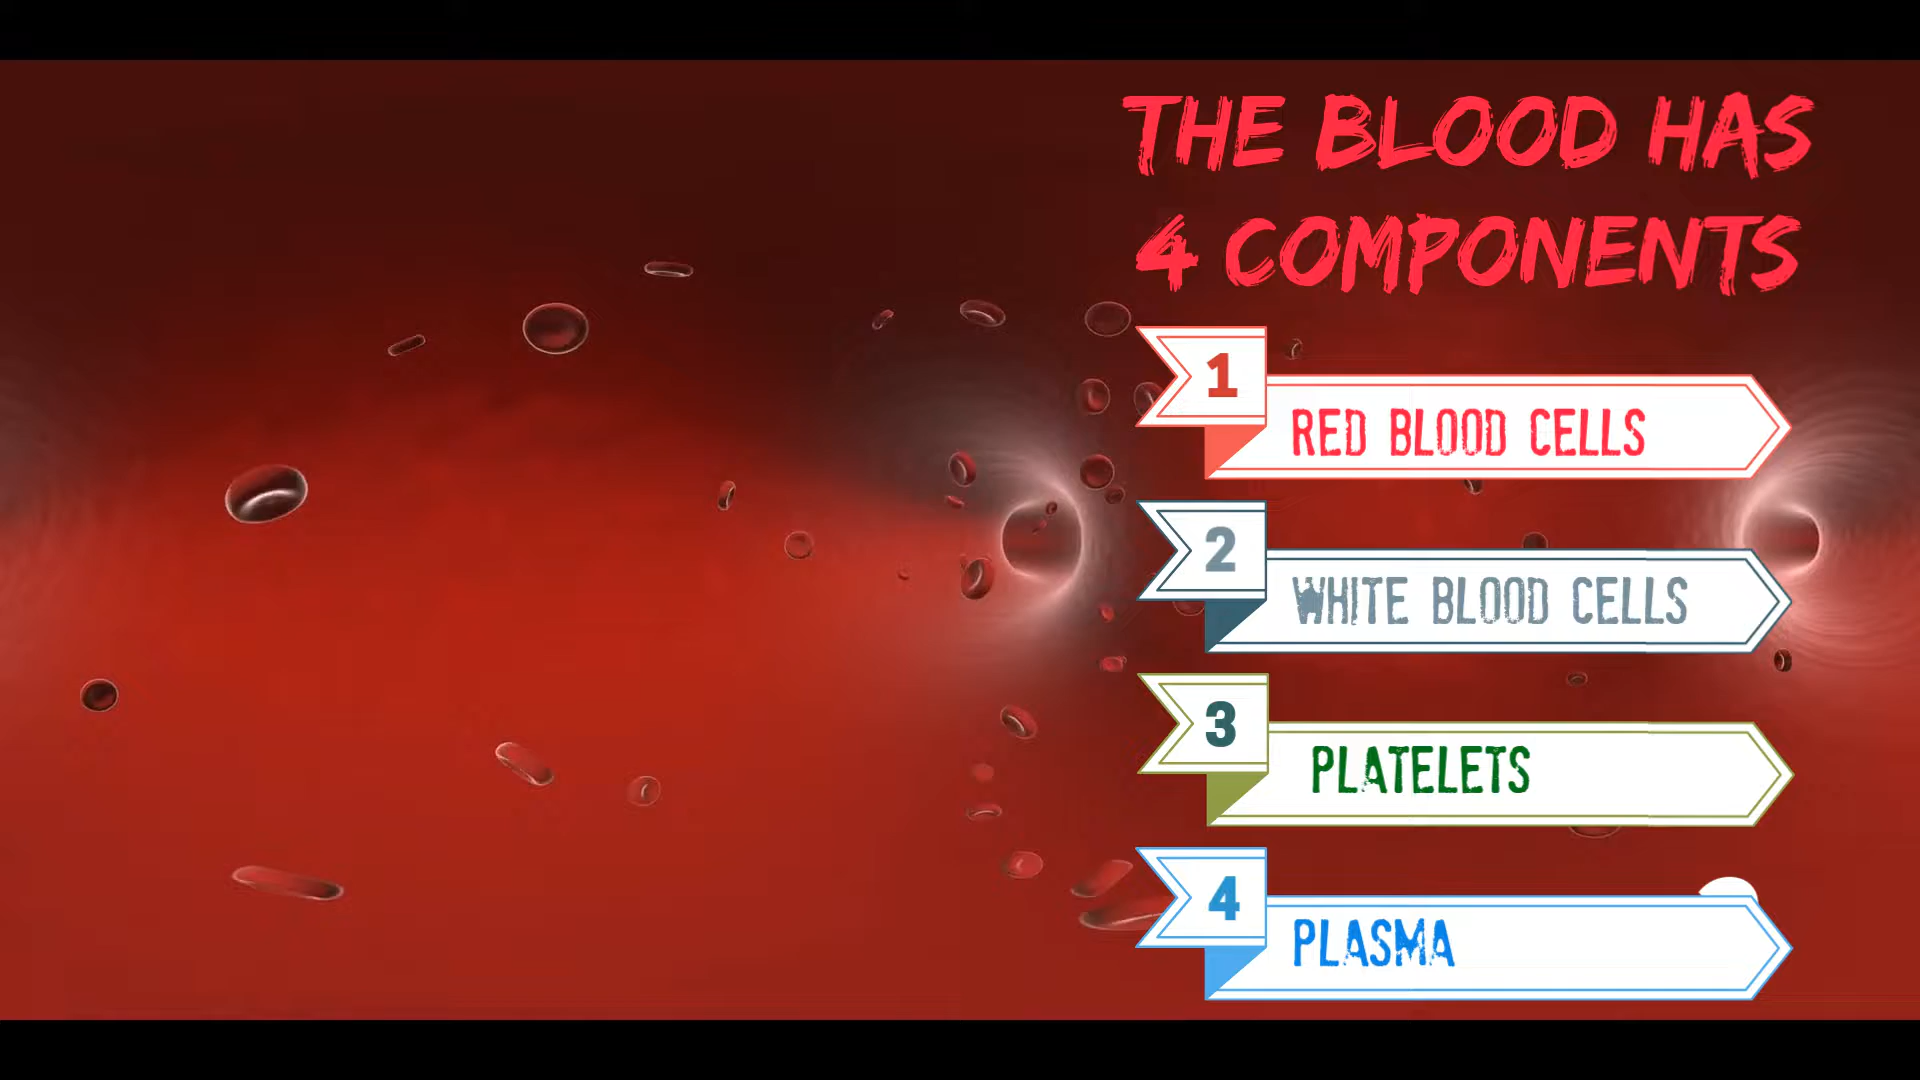 THE BLOOD HAS
4 COMPONENTS
1
RED BLOOD CELLS
2
WHITE BLOOD CELLS
3
PLATELETS
4
PLASMA